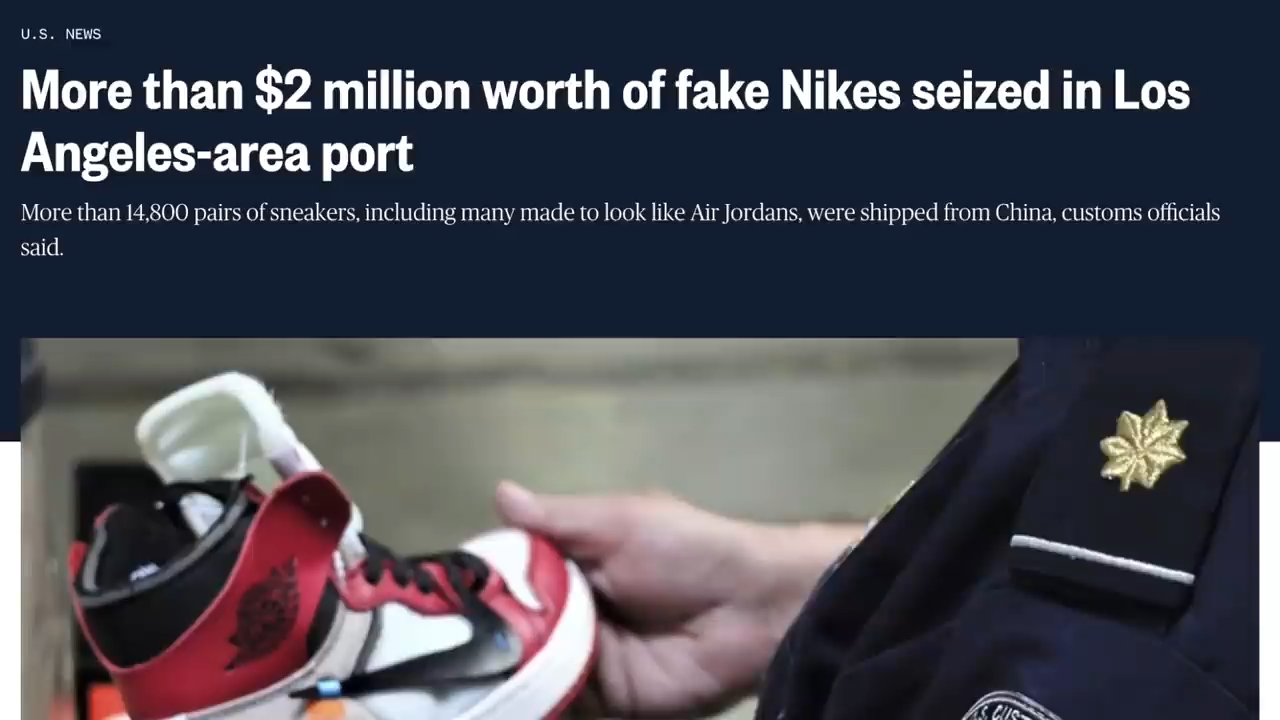 U.S. NEWS
More than $2 million worth of fake Nikes seized in Los
Angeles-area port
More than 14,800 pairs of sneakers, including many made to look like Air Jordans, were shipped from China, customs officials
said.